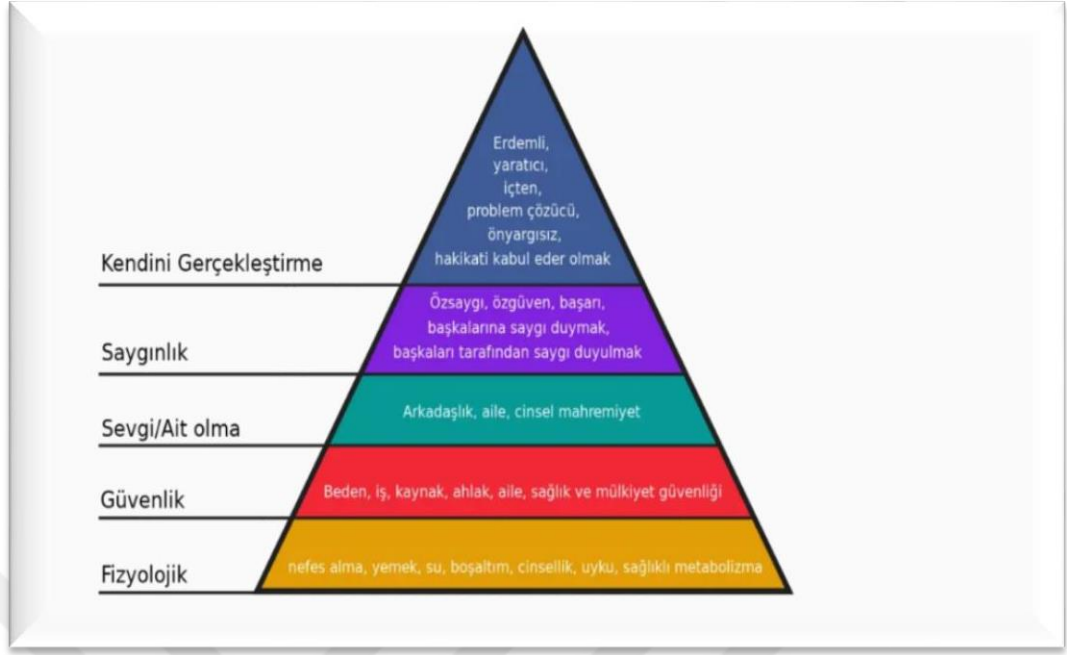 Erdemli,
yaratıcı,
içten,
problem çözücü,
önyargısız,
hakikati kabul eder olmak
Kendini Gerçekleştirme
Özsaygı, özgüven, başarı,
başkalarına saygı duymak,
başkaları tarafından saygı duyulmak
Saygınlık
Arkadaşlık, aile, cinsel mahremiyet
Sevgi/Ait olma
Beden, iş, kaynak, ahlak, aile, sağlık ve mülkiyet güvenliği
Güvenlik
nefes alma, yemek, su, boşaltım, cinsellik, uyku, sağlıklı metabolizma
Fizyolojik